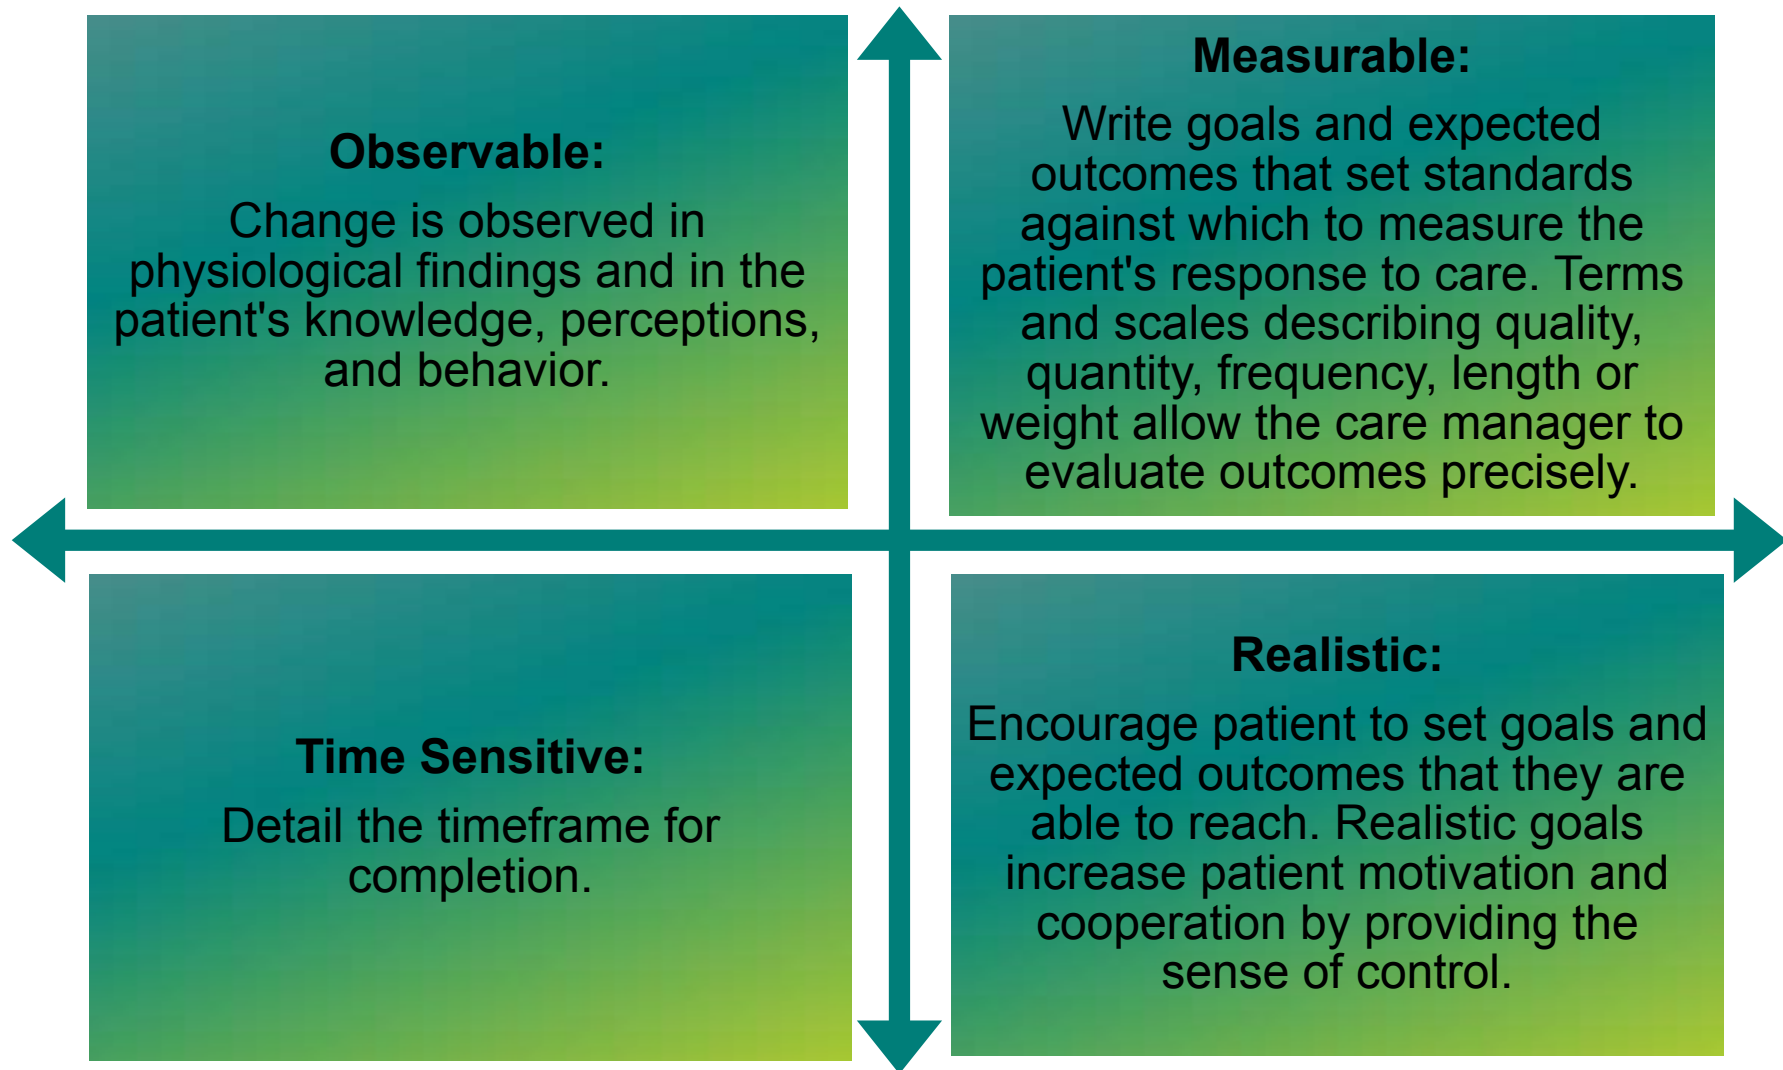 Observable:
Change is observed in
physiological findings and in the
patient's knowledge, perceptions,
and behavior.
Measurable:
Write goals and expected
outcomes that set standards
against which to measure the
patient's response to care. Terms
and scales describing quality,
quantity, frequency, length or
weight allow the care manager to
evaluate outcomes precisely.
Time Sensitive:
Detail the timeframe for
completion.
Realistic:
Encourage patient to set goals and
expected outcomes that they are
able to reach. Realistic goals
increase patient motivation and
cooperation by providing the
sense of control.